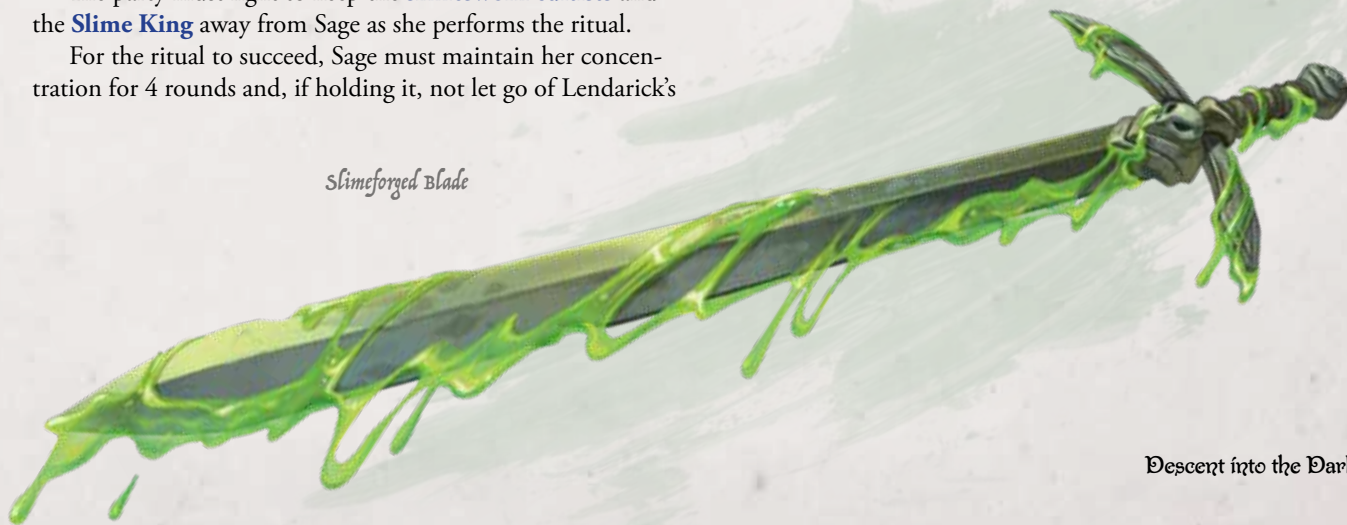 the Slime King away from Sage as she performs the ritual.
For the ritual to succeed, Sage must maintain her concen-
tration for 4 rounds and, if holding it, not let go of Lendarick’s
Slimeforged Blade
Descent into the